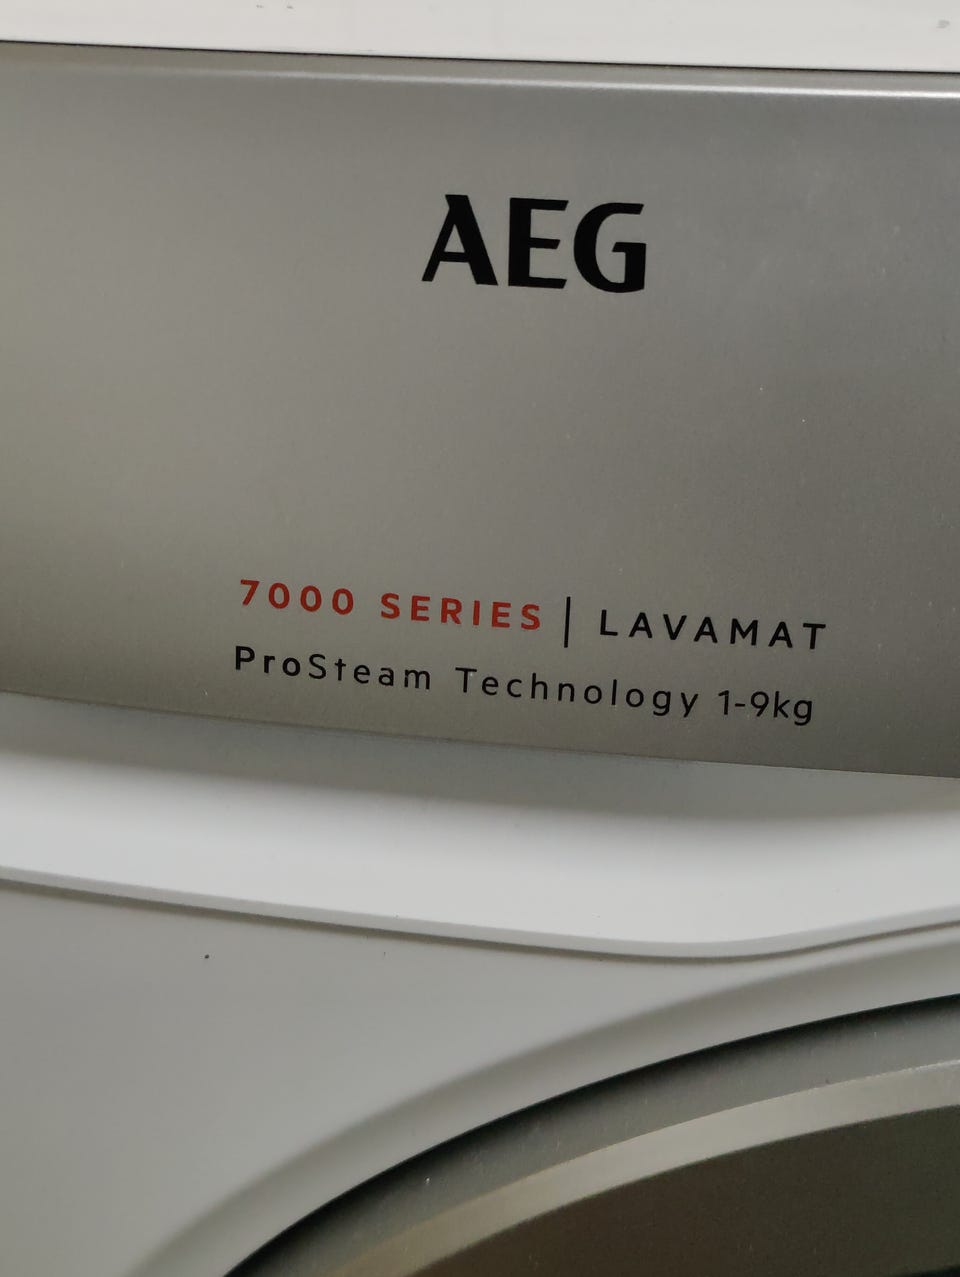 AEG
7000 SERIES | LAVAMAT
ProSteam Technology 1-9kg